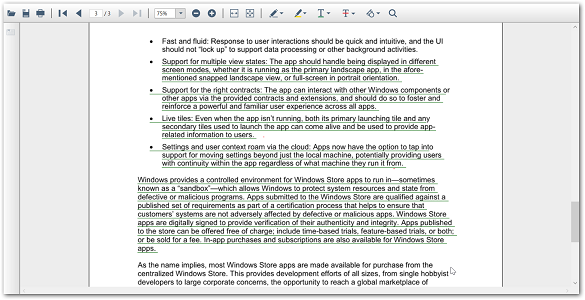 3 / 3
75%
• Fast and fluid: Response to user interactions should be quick and intuitive, and the UI
should not “lock up” to support data processing or other background activities.
• Support for multiple view states: The app should handle being displayed in different
screen modes, whether it is running as the primary landscape app, in the afore-
mentioned snapped landscape view, or full-screen in portrait orientation.
• Support for the right contracts: The app can interact with other Windows components or
other apps via the provided contracts and extensions, and should do so to foster and
reinforce a powerful and familiar user experience across all apps.
• Live tiles: Even when the app isn’t running, both its primary launching tile and any
secondary tiles used to launch the app can come alive and be used to provide app-
related information to users.
• Settings and user context roam via the cloud: Apps now have the option to tap into
support for moving settings beyond just the local machine, potentially providing users
with continuity within the app regardless of what machine they run it from.
Windows provides a controlled environment for Windows Store apps to run in—sometimes
known as a “sandbox”—which allows Windows to protect system resources and state from
defective or malicious programs. Apps submitted to the Windows Store are qualified against a
published set of requirements as part of a certification process that helps to ensure that
customers’ systems are not adversely affected by defective or malicious apps. Windows Store
apps are digitally signed to provide verification of their authenticity and integrity. Apps published
to the store can be offered free of charge; include time-based trials, feature-based trials, or both;
or be sold for a fee. In-app purchases and subscriptions are also available for Windows Store
apps.
As the name implies, most Windows Store apps are made available for purchase from the
centralized Windows Store. This provides development efforts of all sizes, from single hobbyist
developers to large corporate concerns, the opportunity to reach a global marketplace of